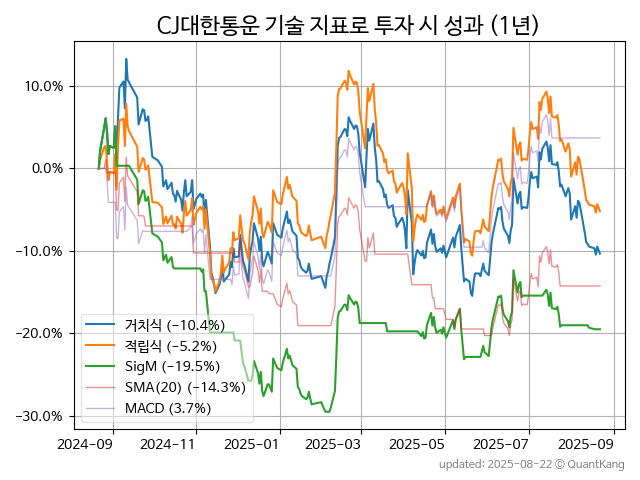 CJ대한통운 기술 지표로 투자 시 성과 (1년)
10.0%
0.0%
−10.0%
−20.0%
−30.0%
거치식 (−10.4%)
적립식 (−5.2%)
SigM (−19.5%)
SMA(20) (−14.3%)
MACD (3.7%)
2024-09 2024-11 2025-01 2025-03 2025-05 2025-07 2025-09
updated: 2025-08-22 © QuantKang